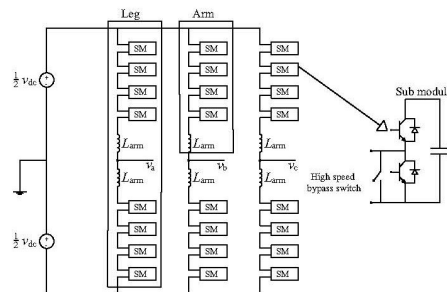 Leg
Arm
SM
SM
SM
SM
SM
SM
SM
SM
SM
SM
SM
SM
Sub modul
½ v_dc
L_arm
L_arm
L_arm
v_a
v_b
v_c
L_arm
L_arm
L_arm
High speed
bypass switch
½ v_dc
SM
SM
SM
SM
SM
SM
SM
SM
SM
SM
SM
SM